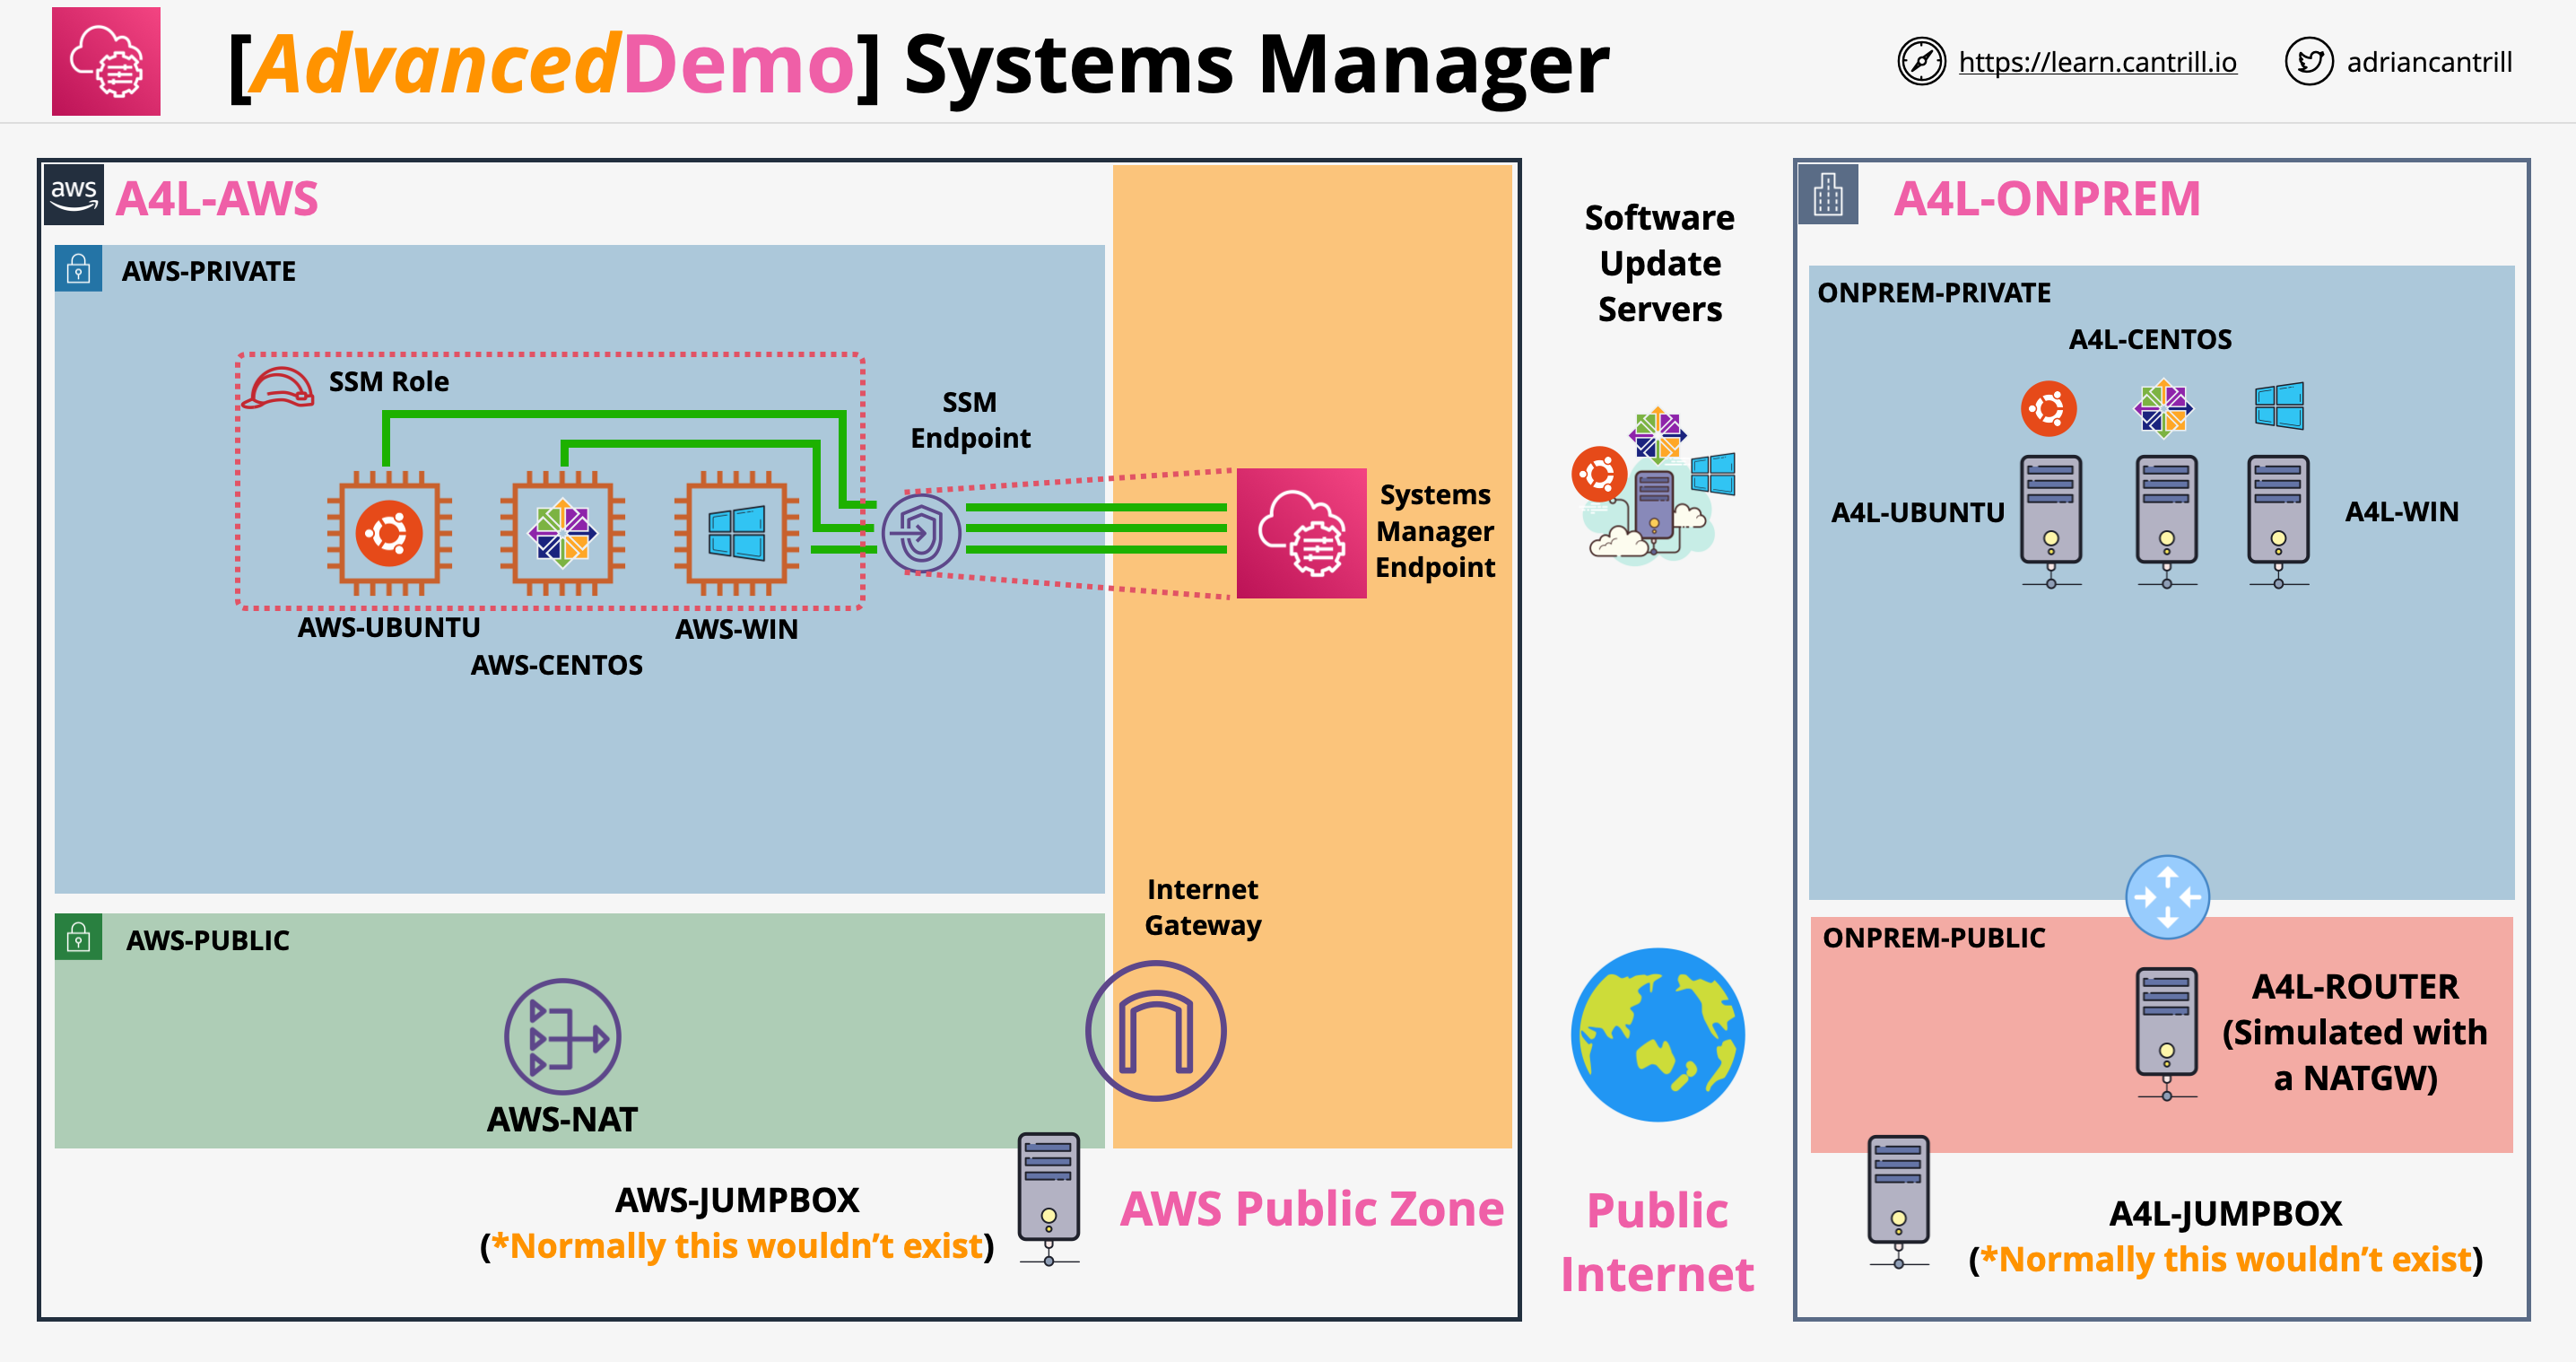 [AdvancedDemo] Systems Manager
https://learn.cantrill.io
adriancantrill
aws
A4L-AWS
AWS-PRIVATE
SSM Role
SSM
Endpoint
AWS-UBUNTU
AWS-CENTOS
AWS-WIN
Systems
Manager
Endpoint
Internet
Gateway
AWS-PUBLIC
AWS-NAT
AWS-JUMPBOX
(*Normally this wouldn’t exist)
AWS Public Zone
Software
Update
Servers
Public
Internet
A4L-ONPREM
ONPREM-PRIVATE
A4L-CENTOS
A4L-UBUNTU
A4L-WIN
ONPREM-PUBLIC
A4L-ROUTER
(Simulated with
a NATGW)
A4L-JUMPBOX
(*Normally this wouldn’t exist)